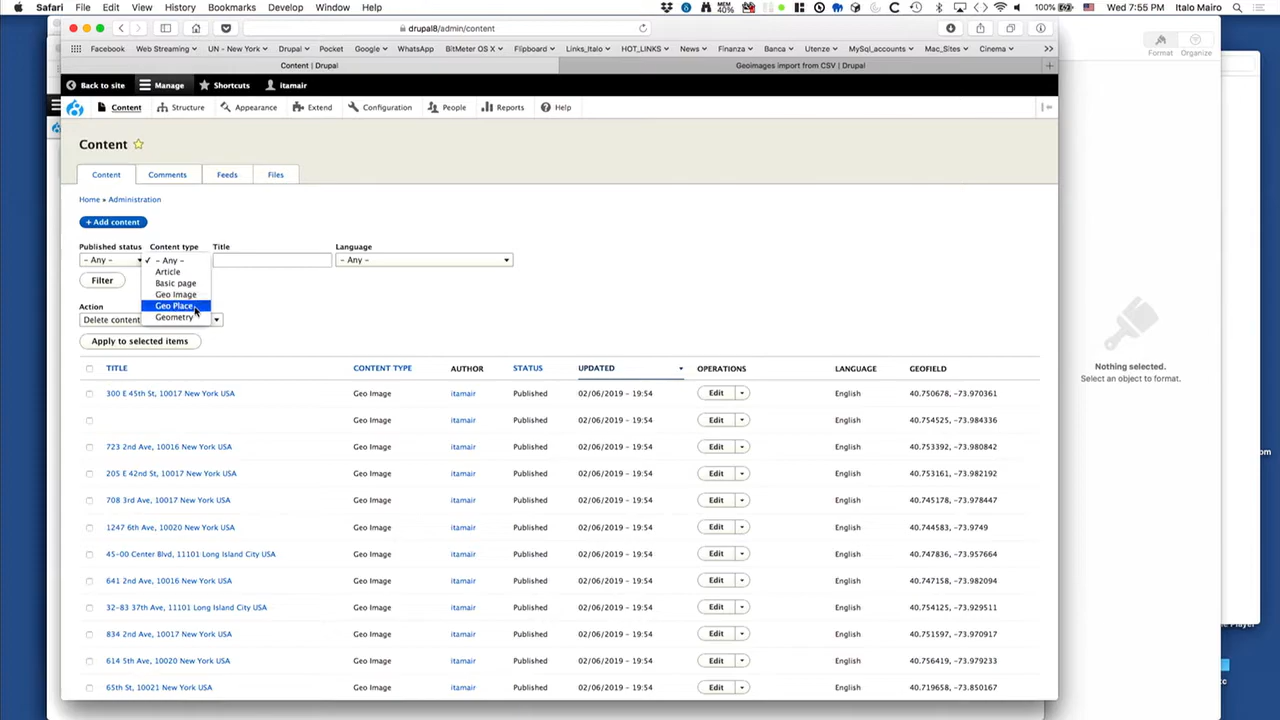 Safari File Edit View History Bookmarks Develop Window Help MEM 40% 100% Wed 7:55 PM Italo Mairo
drupal8/admin/content
Facebook Web Streaming UN - New York Drupal Pocket Google WhatsApp BitMeter OS X Flipboard Links_Italo HOT_LINKS News Finanza Banca Utenze MySql_accounts Mac_Sites Cinema
Content | Drupal Geoimages import from CSV | Drupal
Back to site Manage Shortcuts itamair
Content Structure Appearance Extend Configuration People Reports Help
Format Organize
Content
Content Comments Feeds Files
Home » Administration
+ Add content
Published status Content type Title Language
- Any - ✓ - Any - - Any -
Article
Filter Basic page
Geo Image
Action Geo Place
Delete content Geometry
Apply to selected items
Nothing selected.
Select an object to format.
TITLE CONTENT TYPE AUTHOR STATUS UPDATED OPERATIONS LANGUAGE GEOFIELD
300 E 45th St, 10017 New York USA Geo Image itamair Published 02/06/2019 - 19:54 Edit English 40.750678, -73.970361
Geo Image itamair Published 02/06/2019 - 19:54 Edit English 40.754525, -73.984336
723 2nd Ave, 10016 New York USA Geo Image itamair Published 02/06/2019 - 19:54 Edit English 40.753392, -73.980842
205 E 42nd St, 10017 New York USA Geo Image itamair Published 02/06/2019 - 19:54 Edit English 40.753161, -73.982192
708 3rd Ave, 10017 New York USA Geo Image itamair Published 02/06/2019 - 19:54 Edit English 40.745178, -73.978447
1247 6th Ave, 10020 New York USA Geo Image itamair Published 02/06/2019 - 19:54 Edit English 40.744583, -73.9749
45-00 Center Blvd, 11101 Long Island City USA Geo Image itamair Published 02/06/2019 - 19:54 Edit English 40.747836, -73.957664
641 2nd Ave, 10016 New York USA Geo Image itamair Published 02/06/2019 - 19:54 Edit English 40.747158, -73.982094
32-83 37th Ave, 11101 Long Island City USA Geo Image itamair Published 02/06/2019 - 19:54 Edit English 40.754125, -73.929511
834 2nd Ave, 10017 New York USA Geo Image itamair Published 02/06/2019 - 19:54 Edit English 40.751597, -73.970917
614 5th Ave, 10020 New York USA Geo Image itamair Published 02/06/2019 - 19:54 Edit English 40.756419, -73.979233
65th St, 10021 New York USA Geo Image itamair Published 02/06/2019 - 19:54 Edit English 40.719658, -73.850167